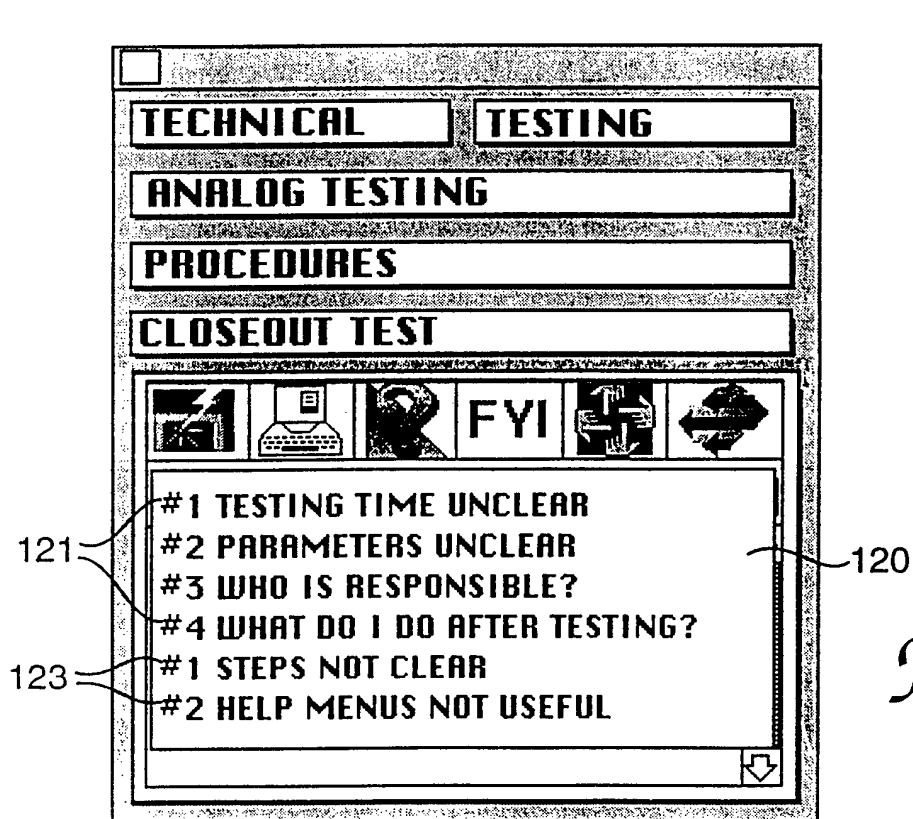 TECHNICAL TESTING
ANALOG TESTING
PROCEDURES
CLOSEOUT TEST
FYI
#1 TESTING TIME UNCLEAR
#2 PARAMETERS UNCLEAR
121
120
#3 WHO IS RESPONSIBLE?
#4 WHAT DO I DO AFTER TESTING?
#1 STEPS NOT CLEAR
123
#2 HELP MENUS NOT USEFUL